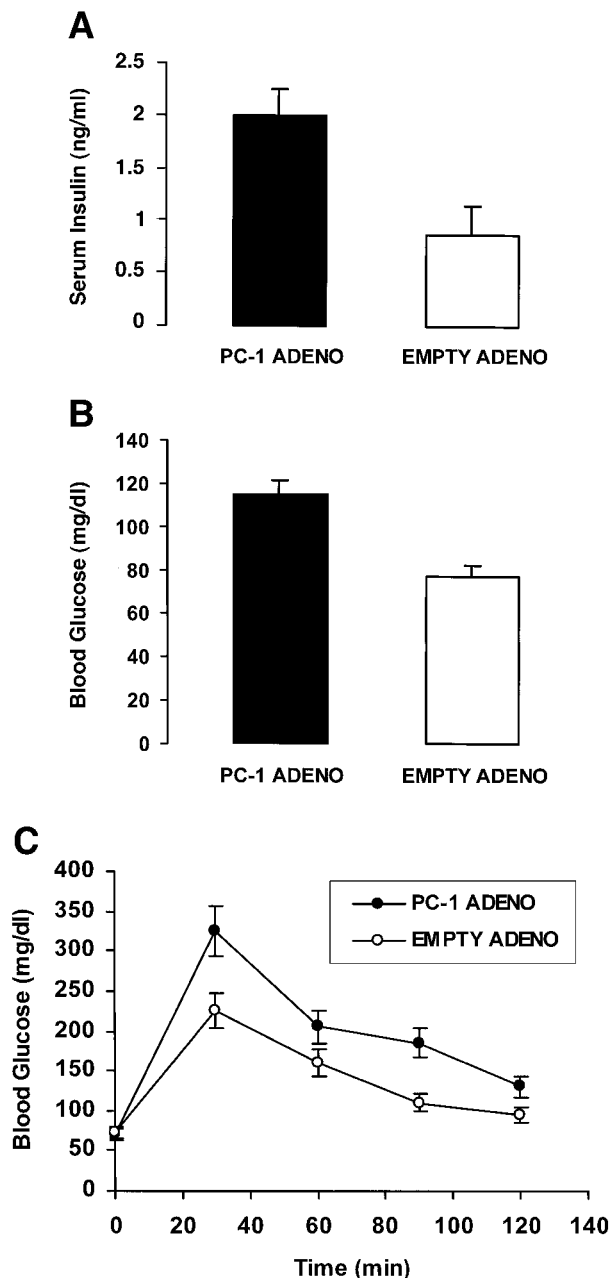 A
Serum Insulin (ng/ml)
2.5
2
1.5
1
0.5
0
PC-1 ADENO
EMPTY ADENO
B
Blood Glucose (mg/dl)
140
120
100
80
60
40
20
0
PC-1 ADENO
EMPTY ADENO
C
Blood Glucose (mg/dl)
400
350
300
250
200
150
100
50
0
PC-1 ADENO
EMPTY ADENO
0 20 40 60 80 100 120 140
Time (min)